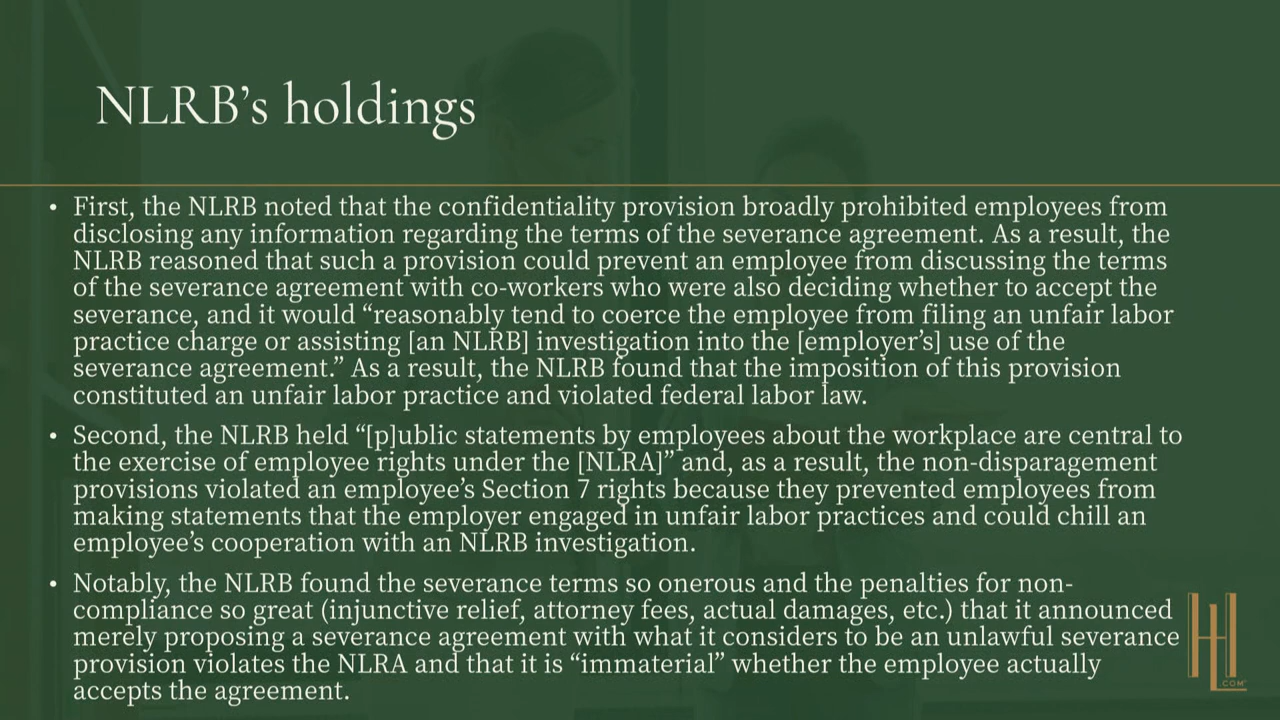 NLRB’s holdings
• First, the NLRB noted that the confidentiality provision broadly prohibited employees from
disclosing any information regarding the terms of the severance agreement. As a result, the
NLRB reasoned that such a provision could prevent an employee from discussing the terms
of the severance agreement with co-workers who were also deciding whether to accept the
severance, and it would “reasonably tend to coerce the employee from filing an unfair labor
practice charge or assisting [an NLRB] investigation into the [employer’s] use of the
severance agreement.” As a result, the NLRB found that the imposition of this provision
constituted an unfair labor practice and violated federal labor law.
• Second, the NLRB held “[p]ublic statements by employees about the workplace are central to
the exercise of employee rights under the [NLRA]” and, as a result, the non-disparagement
provisions violated an employee’s Section 7 rights because they prevented employees from
making statements that the employer engaged in unfair labor practices and could chill an
employee’s cooperation with an NLRB investigation.
• Notably, the NLRB found the severance terms so onerous and the penalties for non-
compliance so great (injunctive relief, attorney fees, actual damages, etc.) that it announced
merely proposing a severance agreement with what it considers to be an unlawful severance
provision violates the NLRA and that it is “immaterial” whether the employee actually
accepts the agreement.
HL
.COM